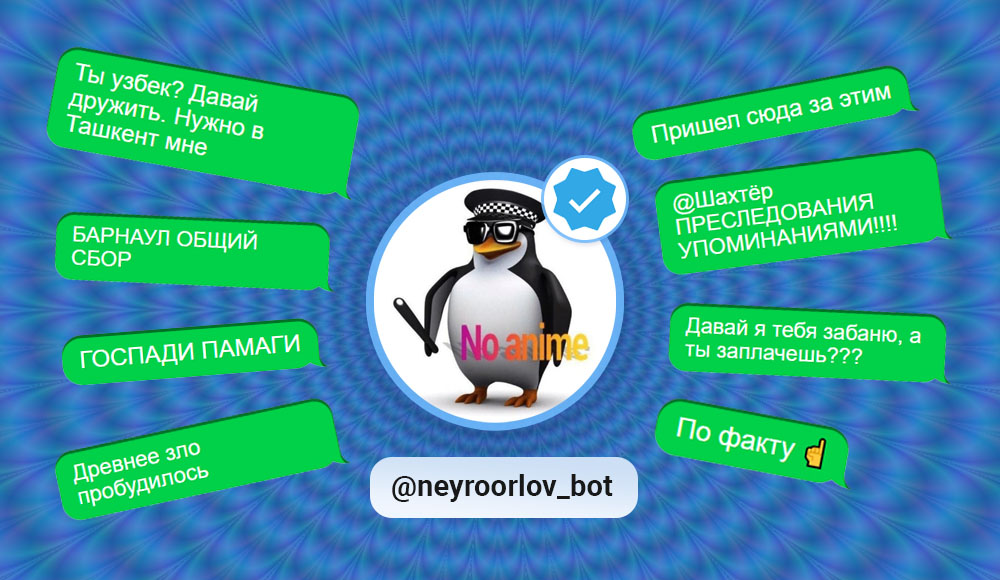 Ты узбек? Давай
дружить. Нужно в
Ташкент мне
БАРНАУЛ ОБЩИЙ
СБОР
ГОСПАДИ ПАМАГИ
Древнее зло
пробудилось
No anime
@neyroorlov_bot
Пришел сюда за этим
@Шахтёр
ПРЕСЛЕДОВАНИЯ
УПОМИНАНИЯМИ!!!!
Давай я тебя забаню, а
ты заплачешь???
По факту ☝